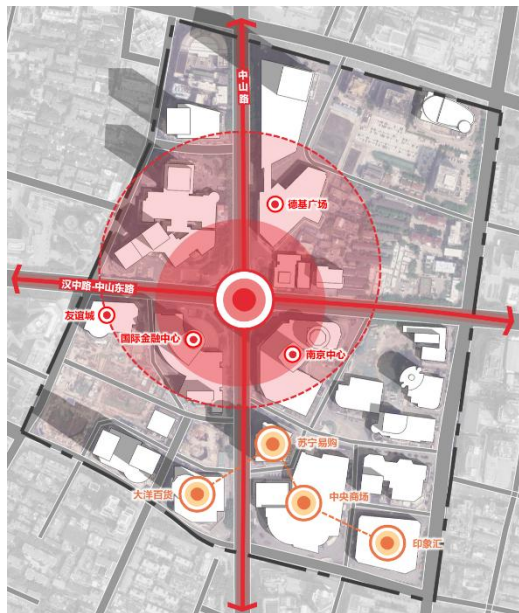 中山路
德基广场
汉中路-中山东路
友谊城
国际金融中心
南京中心
苏宁易购
大洋百货
中央商场
印象汇